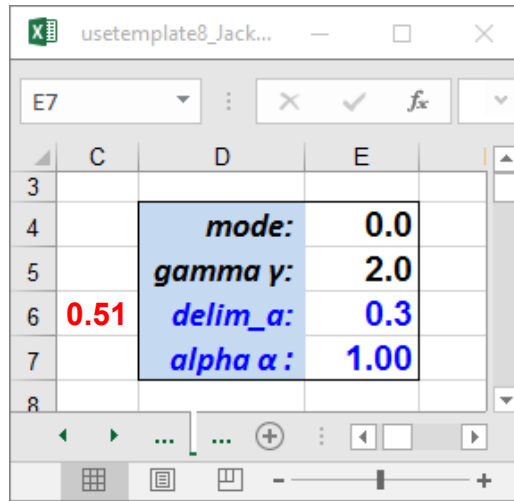 usetemplate8_Jack...
E7 fx
C D E
3
4 mode: 0.0
5 gamma γ: 2.0
6 0.51 delim_a: 0.3
7 alpha α : 1.00
8
... ...